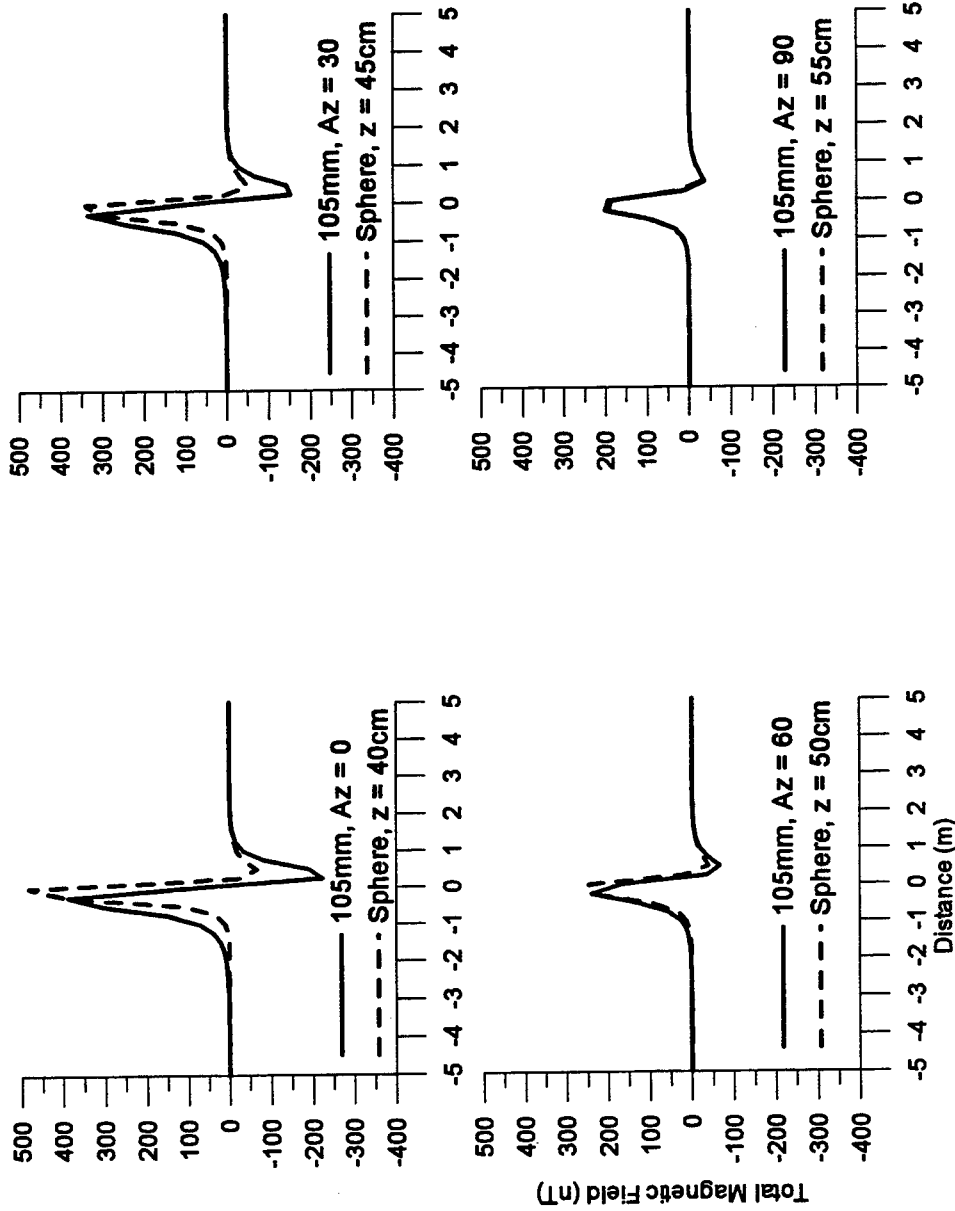 500
400
300
200
100
0
-100
-200
-300
-400
105mm, Az = 0
Sphere, z = 40cm
-5 -4 -3 -2 -1 0 1 2 3 4 5
500
400
300
200
100
0
-100
-200
-300
-400
105mm, Az = 30
Sphere, z = 45cm
-5 -4 -3 -2 -1 0 1 2 3 4 5
Total Magnetic Field (nT)
500
400
300
200
100
0
-100
-200
-300
-400
105mm, Az = 60
Sphere, z = 50cm
-5 -4 -3 -2 -1 0 1 2 3 4 5
Distance (m)
500
400
300
200
100
0
-100
-200
-300
-400
105mm, Az = 90
Sphere, z = 55cm
-5 -4 -3 -2 -1 0 1 2 3 4 5